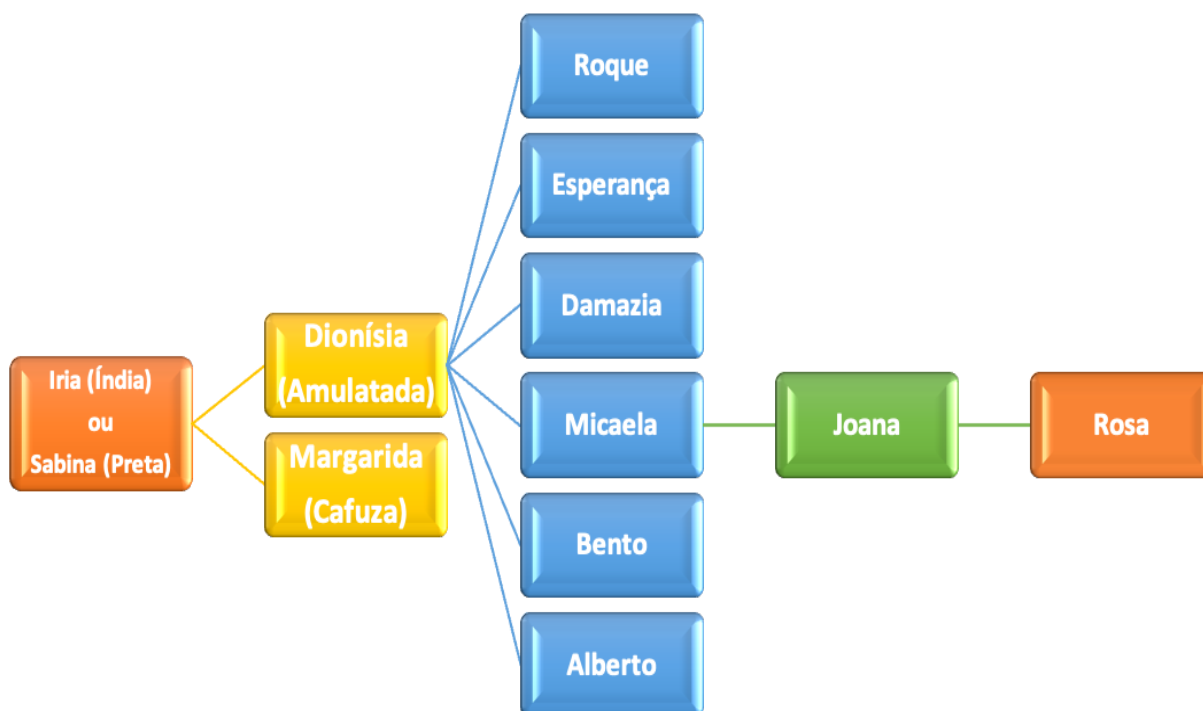 Iria (Índia)
ou
Sabina (Preta)
Dionísia
(Amulatada)
Margarida
(Cafuza)
Roque
Esperança
Damazia
Micaela
Bento
Alberto
Joana
Rosa